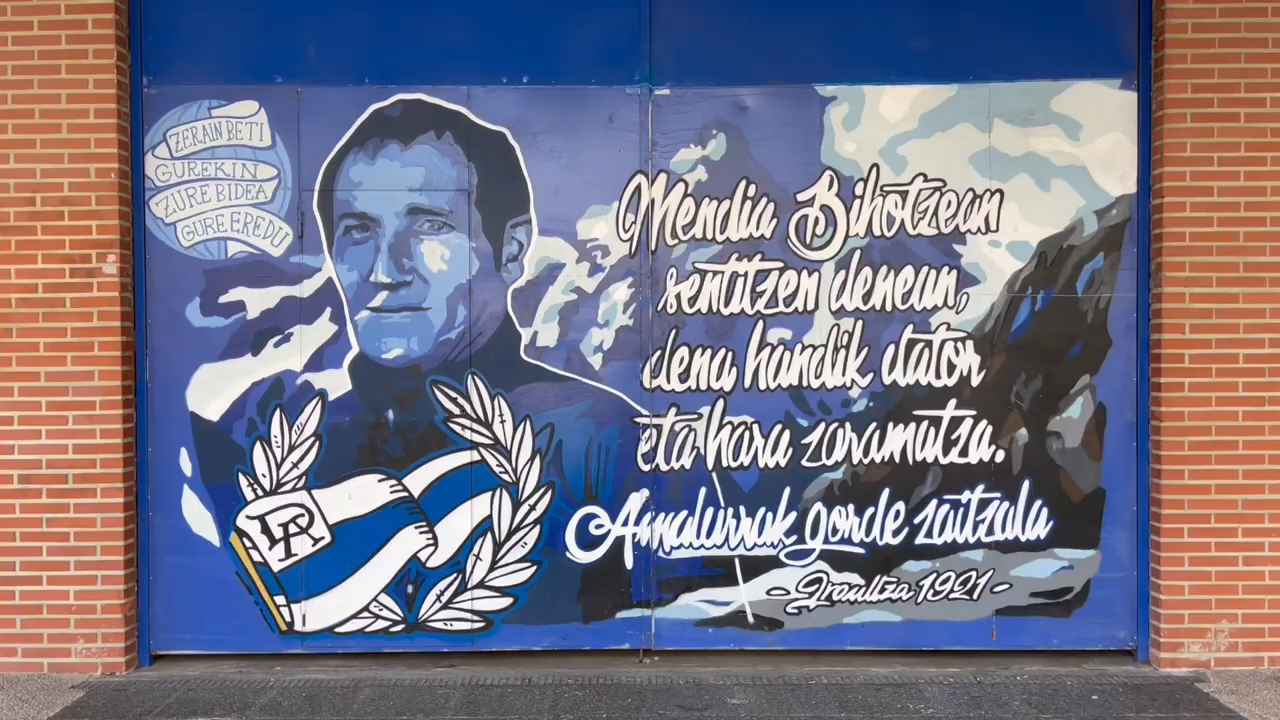 ZERAIN BETI
GUREKIN
ZURE BIDEA
GURE EREDU
Mendia Bihotzean
sentitzen denean,
dena handik dator
eta hara zaramatza.
Amalurrak gorde zaitzala
- Iraultza 1921 -